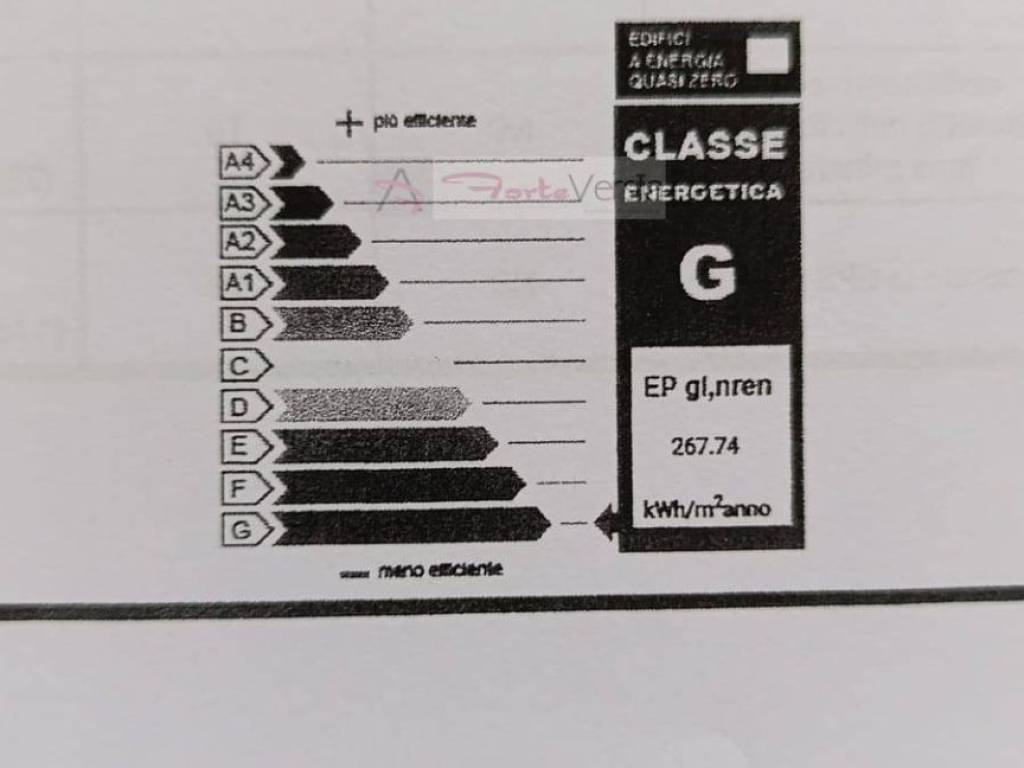 EDIFICI
A ENERGIA
QUASI ZERO
+ più efficiente
CLASSE
ENERGETICA
G
A4
A3
A2
A1
B
C
D
E
F
G
EP gl,nren
267.74
kWh/m²anno
— meno efficiente
A ForteVerdi